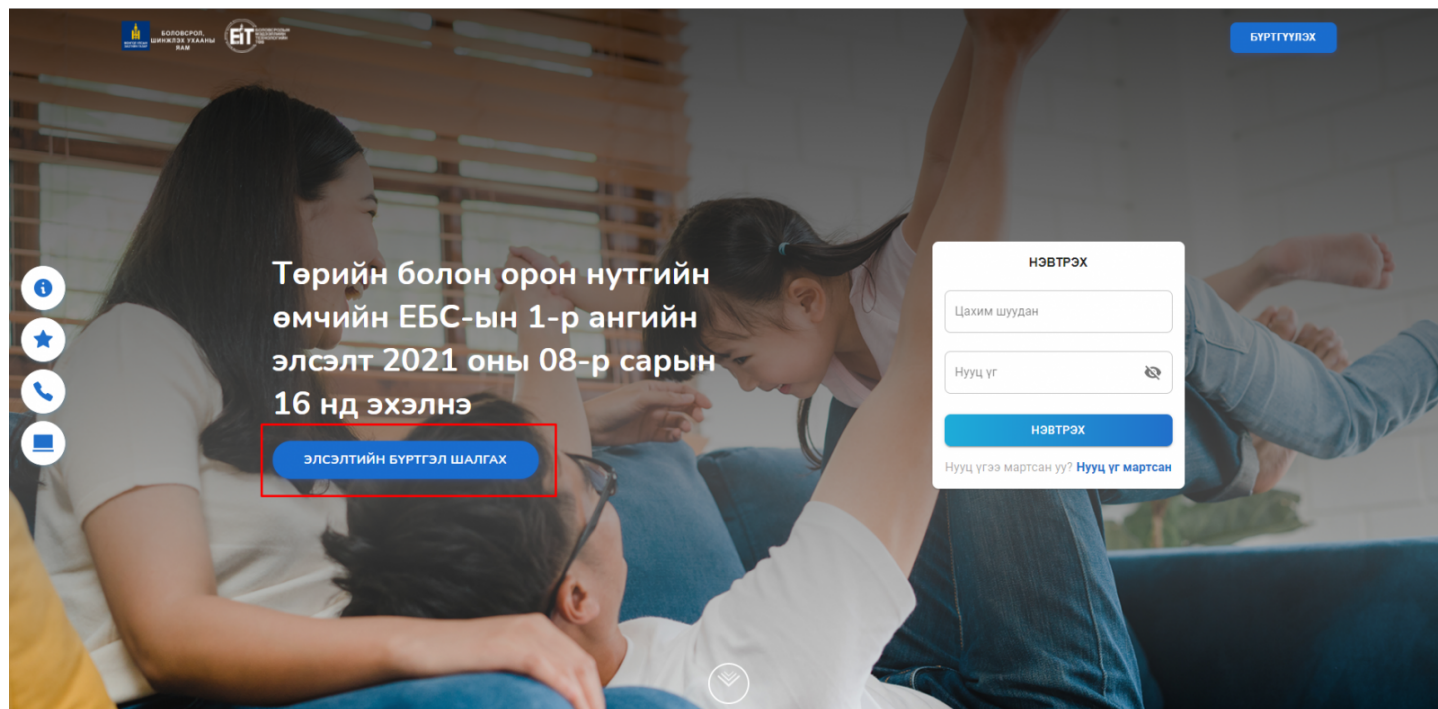 БОЛОВСРОЛ,
ШИНЖЛЭХ УХААНЫ
ЯАМ
EIT
БҮРТГҮҮЛЭХ
Төрийн болон орон нутгийн
өмчийн ЕБС-ын 1-р ангийн
элсэлт 2021 оны 08-р сарын
16 нд эхэлнэ
ЭЛСЭЛТИЙН БҮРТГЭЛ ШАЛГАХ
НЭВТРЭХ
Цахим шуудан
Нууц үг
НЭВТРЭХ
Нууц үгээ мартсан уу? Нууц үг мартсан